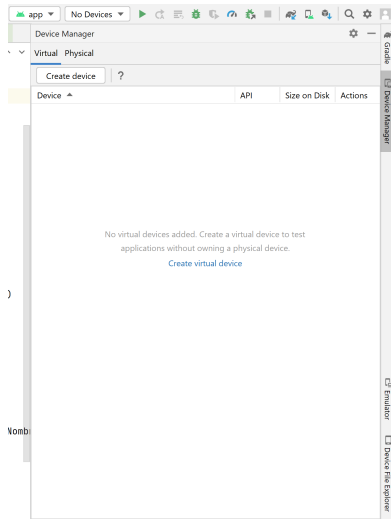 app
No Devices
Device Manager
Virtual
Physical
Create device
?
Device
API
Size on Disk
Actions
No virtual devices added. Create a virtual device to test
applications without owning a physical device.
Create virtual device
)
Nomb
Gradle
Device Manager
Emulator
Device File Explorer